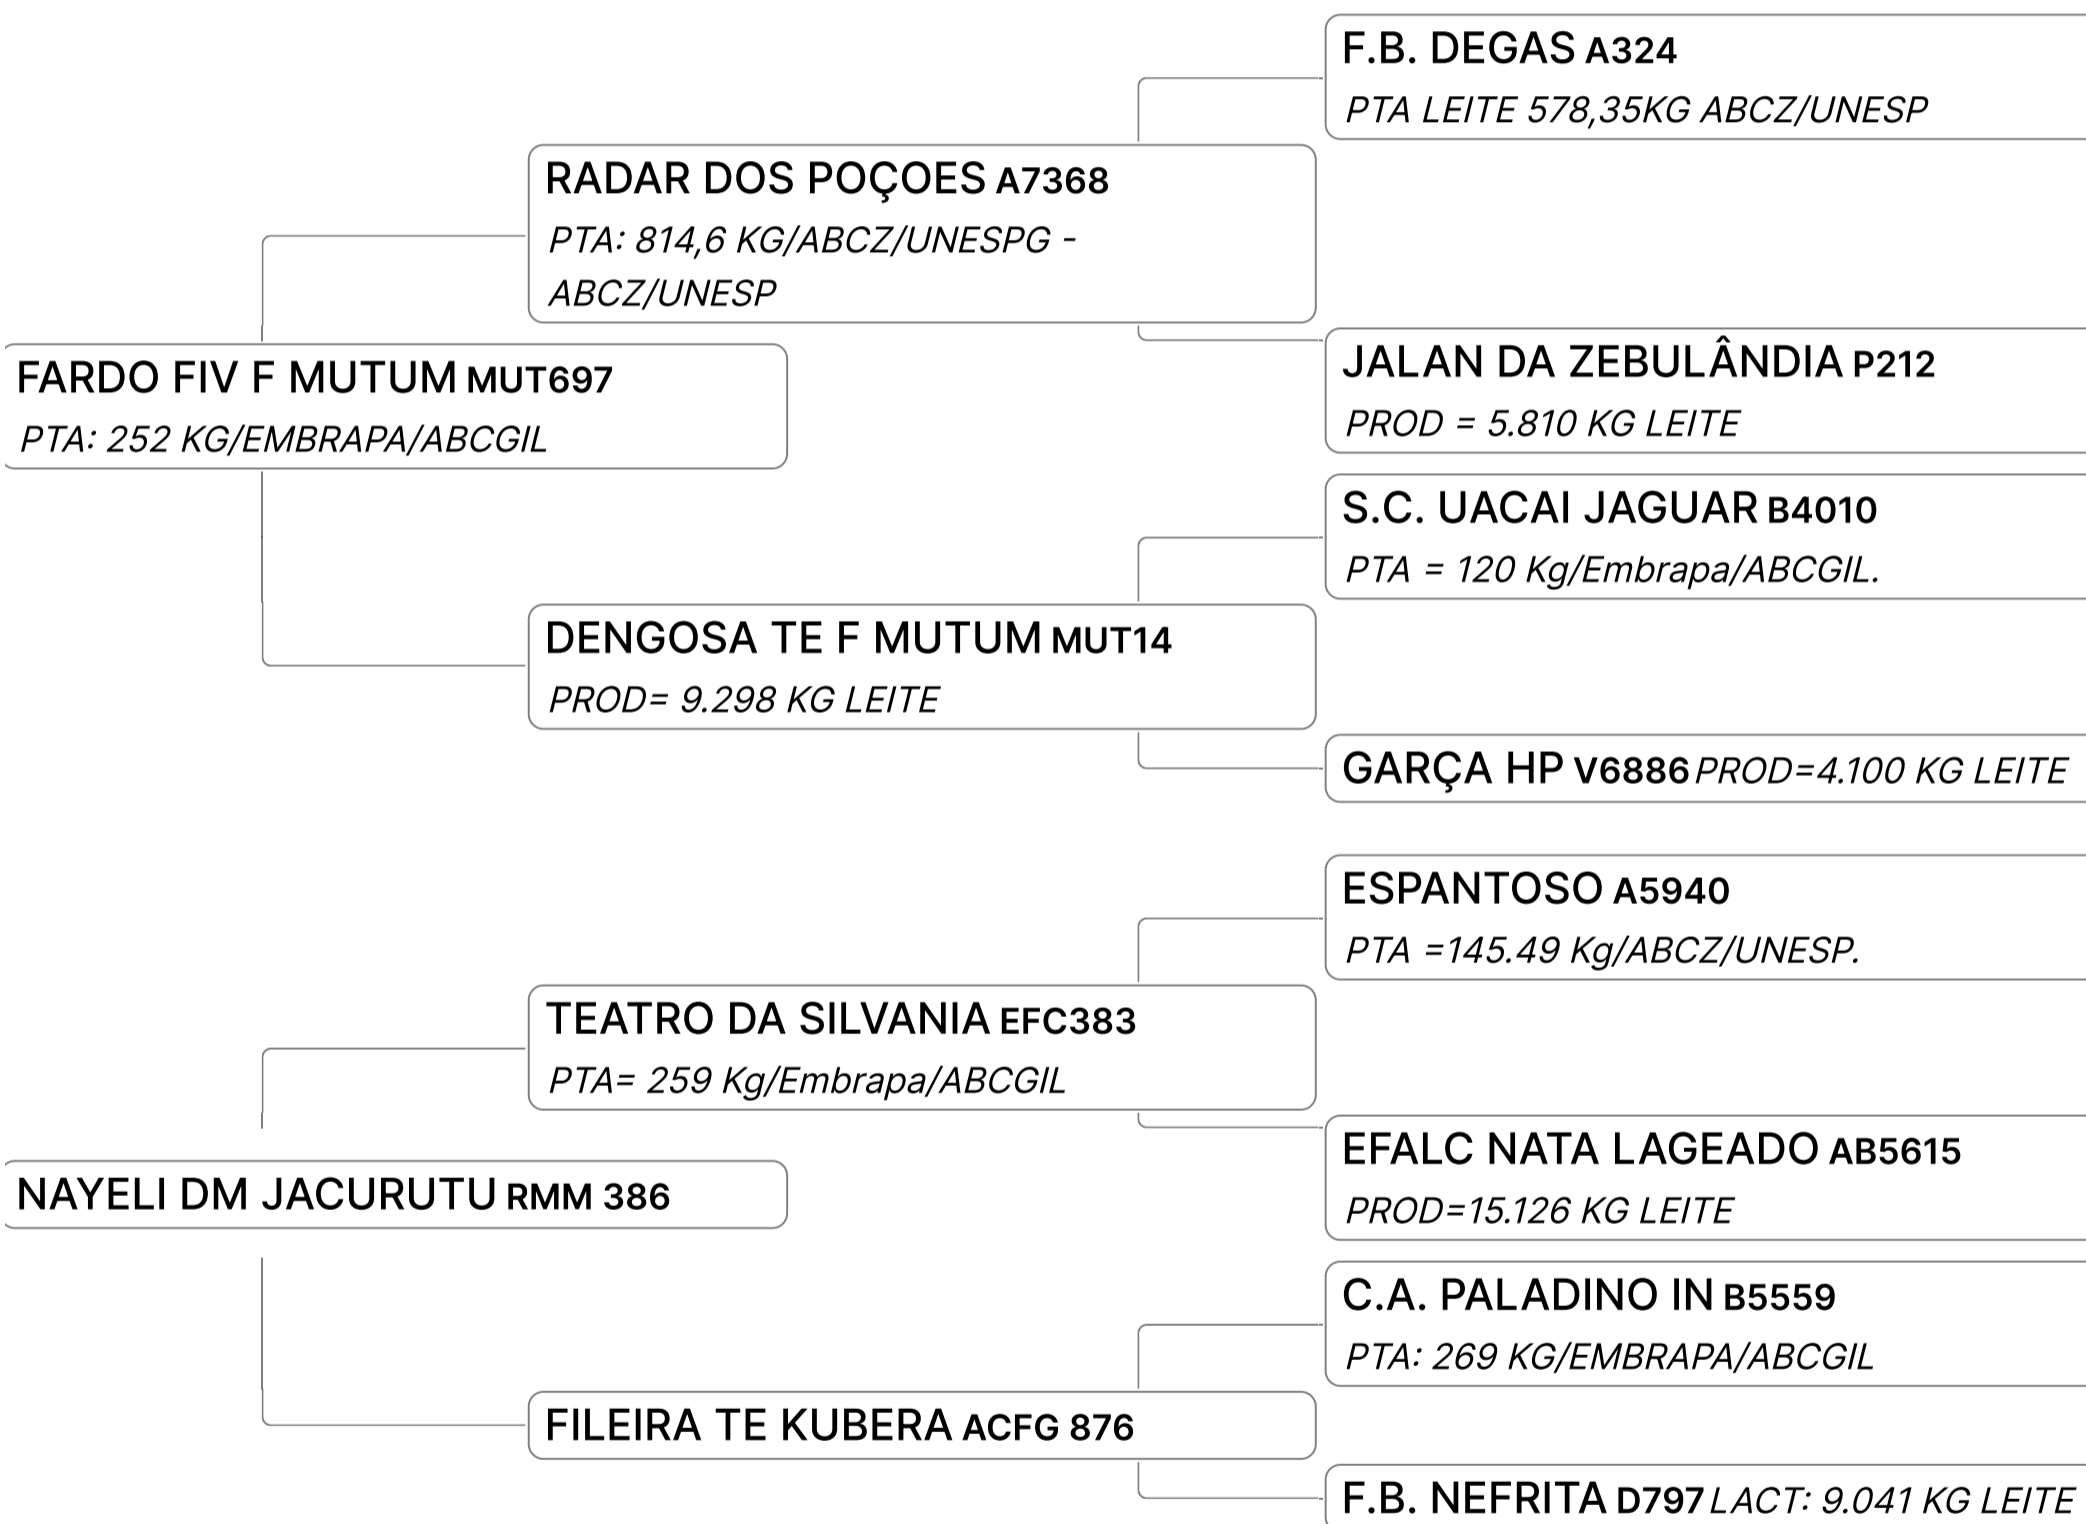 F.B. DEGAS A324
PTA LEITE 578,35KG ABCZ/UNESP
RADAR DOS POÇOES A7368
PTA: 814,6 KG/ABCZ/UNESPG -
ABCZ/UNESP
JALAN DA ZEBULÂNDIA P212
PROD = 5.810 KG LEITE
FARDO FIV F MUTUM MUT697
PTA: 252 KG/EMBRAPA/ABCGIL
S.C. UACAI JAGUAR B4010
PTA = 120 Kg/Embrapa/ABCGIL.
DENGOSA TE F MUTUM MUT14
PROD= 9.298 KG LEITE
GARÇA HP V6886 PROD=4.100 KG LEITE
ESPANTOSO A5940
PTA =145.49 Kg/ABCZ/UNESP.
TEATRO DA SILVANIA EFC383
PTA= 259 Kg/Embrapa/ABCGIL
EFALC NATA LAGEADO AB5615
PROD=15.126 KG LEITE
NAYELI DM JACURUTU RMM 386
C.A. PALADINO IN B5559
PTA: 269 KG/EMBRAPA/ABCGIL
FILEIRA TE KUBERA ACFG 876
F.B. NEFRITA D797 LACT: 9.041 KG LEITE